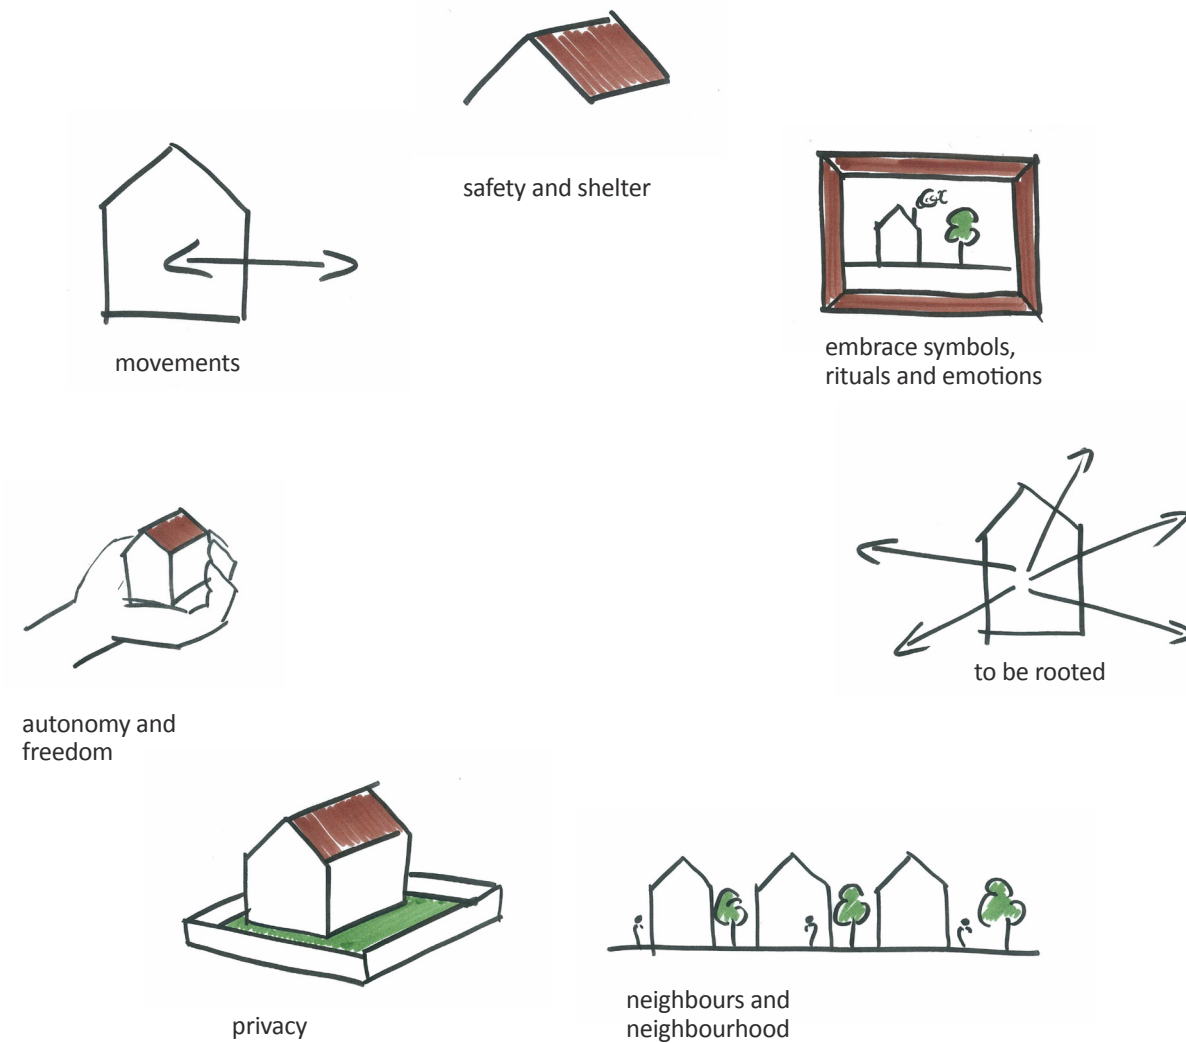 safety and shelter
movements
embrace symbols,
rituals and emotions
to be rooted
autonomy and
freedom
privacy
neighbours and
neighbourhood